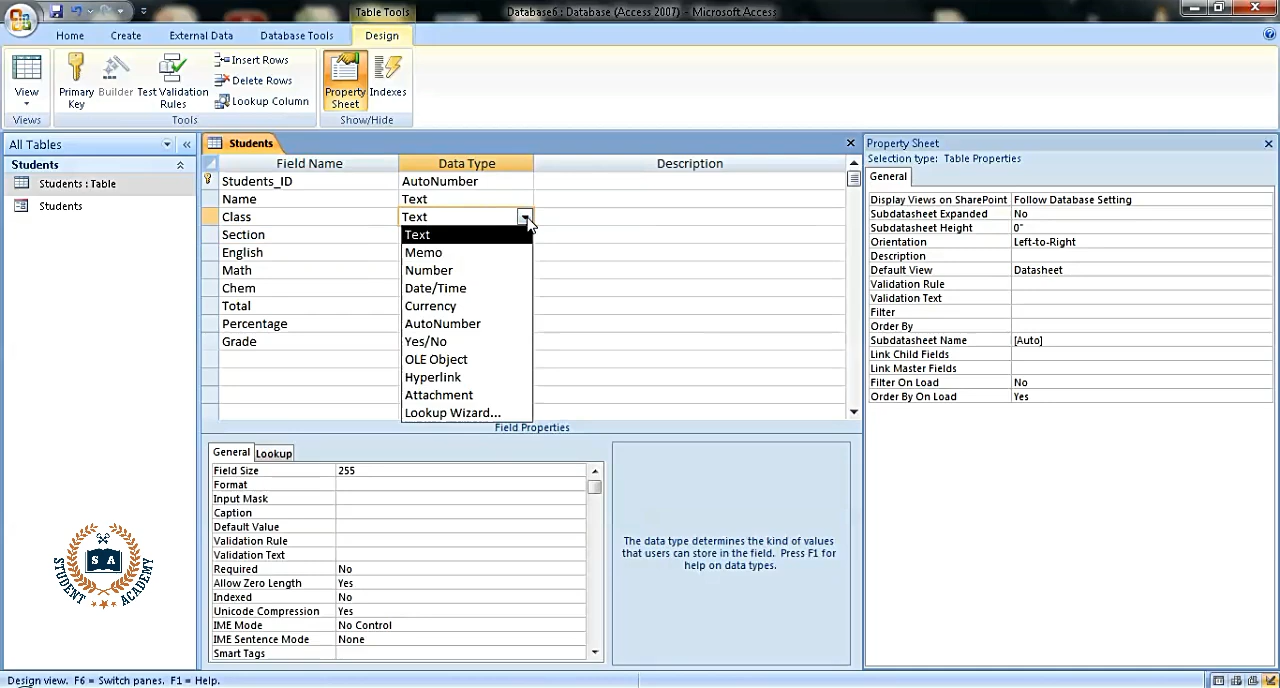 Table Tools
Database6 : Database (Access 2007) - Microsoft Access
Home
Create
External Data
Database Tools
Design
View
Primary Key
Builder
Test Validation Rules
Insert Rows
Delete Rows
Lookup Column
Property Sheet
Indexes
Views
Tools
Show/Hide
All Tables
Students
Students : Table
Students
Students
Field Name Data Type Description
Students_ID AutoNumber
Name Text
Class Text
Section
English
Math
Chem
Total
Percentage
Grade
Text
Memo
Number
Date/Time
Currency
AutoNumber
Yes/No
OLE Object
Hyperlink
Attachment
Lookup Wizard...
Field Properties
General Lookup
Field Size 255
Format
Input Mask
Caption
Default Value
Validation Rule
Validation Text
Required No
Allow Zero Length Yes
Indexed No
Unicode Compression Yes
IME Mode No Control
IME Sentence Mode None
Smart Tags
The data type determines the kind of values
that users can store in the field. Press F1 for
help on data types.
Property Sheet
Selection type: Table Properties
General
Display Views on SharePoint Follow Database Setting
Subdatasheet Expanded No
Subdatasheet Height 0"
Orientation Left-to-Right
Description
Default View Datasheet
Validation Rule
Validation Text
Filter
Order By
Subdatasheet Name [Auto]
Link Child Fields
Link Master Fields
Filter On Load No
Order By On Load Yes
S A
STUDENT ACADEMY
Design view. F6 = Switch panes. F1 = Help.